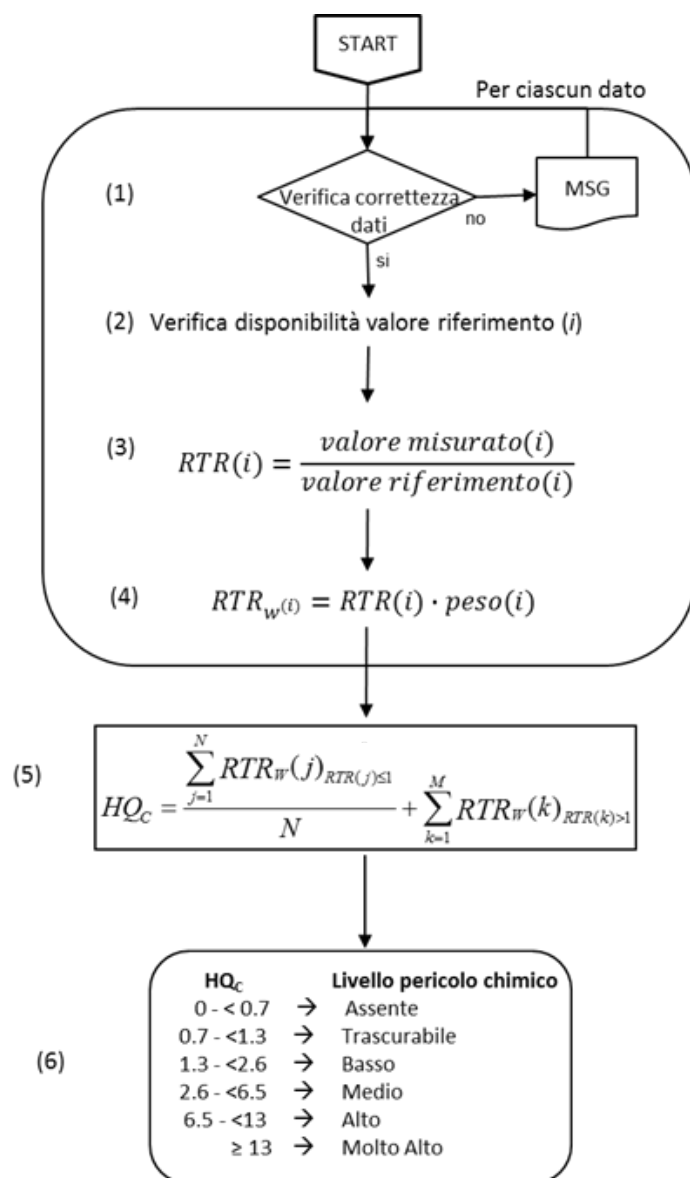 START
Per ciascun dato
(1) Verifica correttezza
dati
no
MSG
si
(2) Verifica disponibilità valore riferimento (i)
(3) RTR(i) = valore misurato(i) / valore riferimento(i)
(4) RTR_w(i) = RTR(i) · peso(i)
(5) HQ_C = ∑_{j=1}^{N} RTR_W(j)_{RTR(j)≤1} / N + ∑_{k=1}^{M} RTR_W(k)_{RTR(k)>1}
HQ_C Livello pericolo chimico
0 - < 0.7 → Assente
0.7 - <1.3 → Trascurabile
(6) 1.3 - <2.6 → Basso
2.6 - <6.5 → Medio
6.5 - <13 → Alto
≥ 13 → Molto Alto